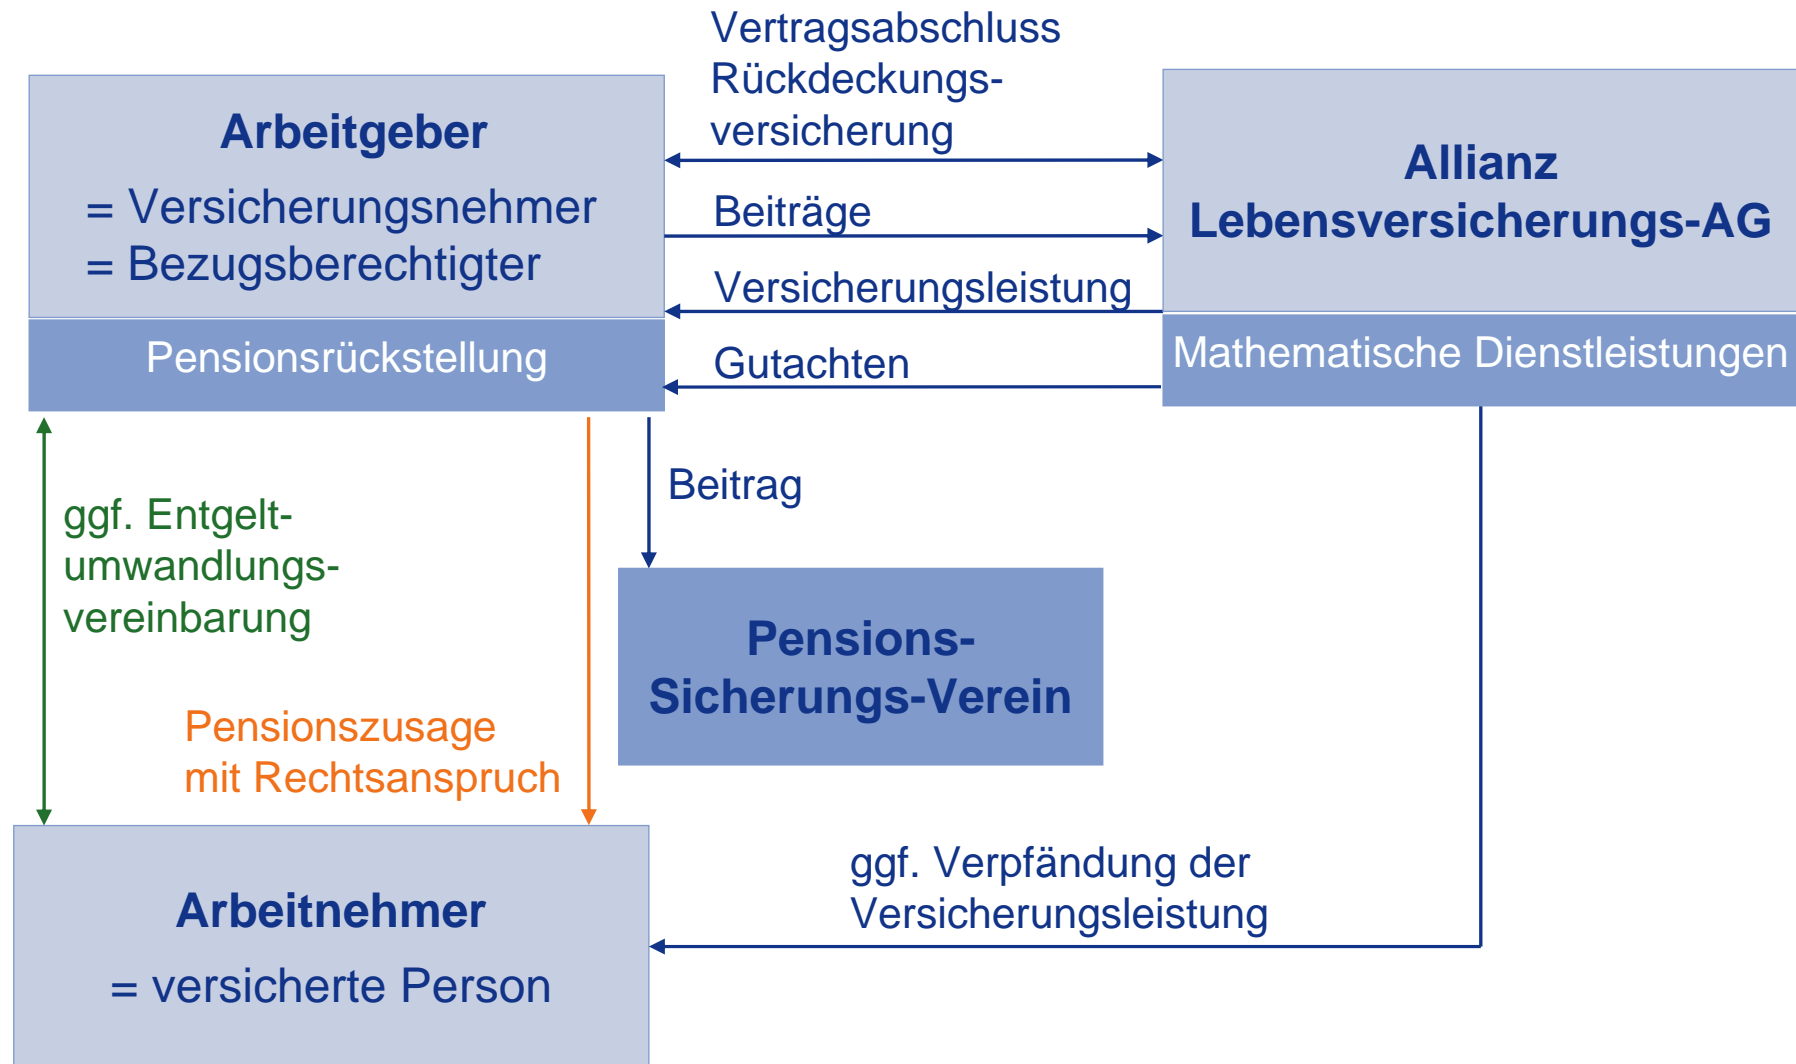 Vertragsabschluss
Rückdeckungs-
versicherung
Arbeitgeber
= Versicherungsnehmer
= Bezugsberechtigter
Pensionsrückstellung
Beiträge
Versicherungsleistung
Gutachten
Allianz
Lebensversicherungs-AG
Mathematische Dienstleistungen
ggf. Entgelt-
umwandlungs-
vereinbarung
Pensionszusage
mit Rechtsanspruch
Beitrag
Pensions-
Sicherungs-Verein
ggf. Verpfändung der
Versicherungsleistung
Arbeitnehmer
= versicherte Person